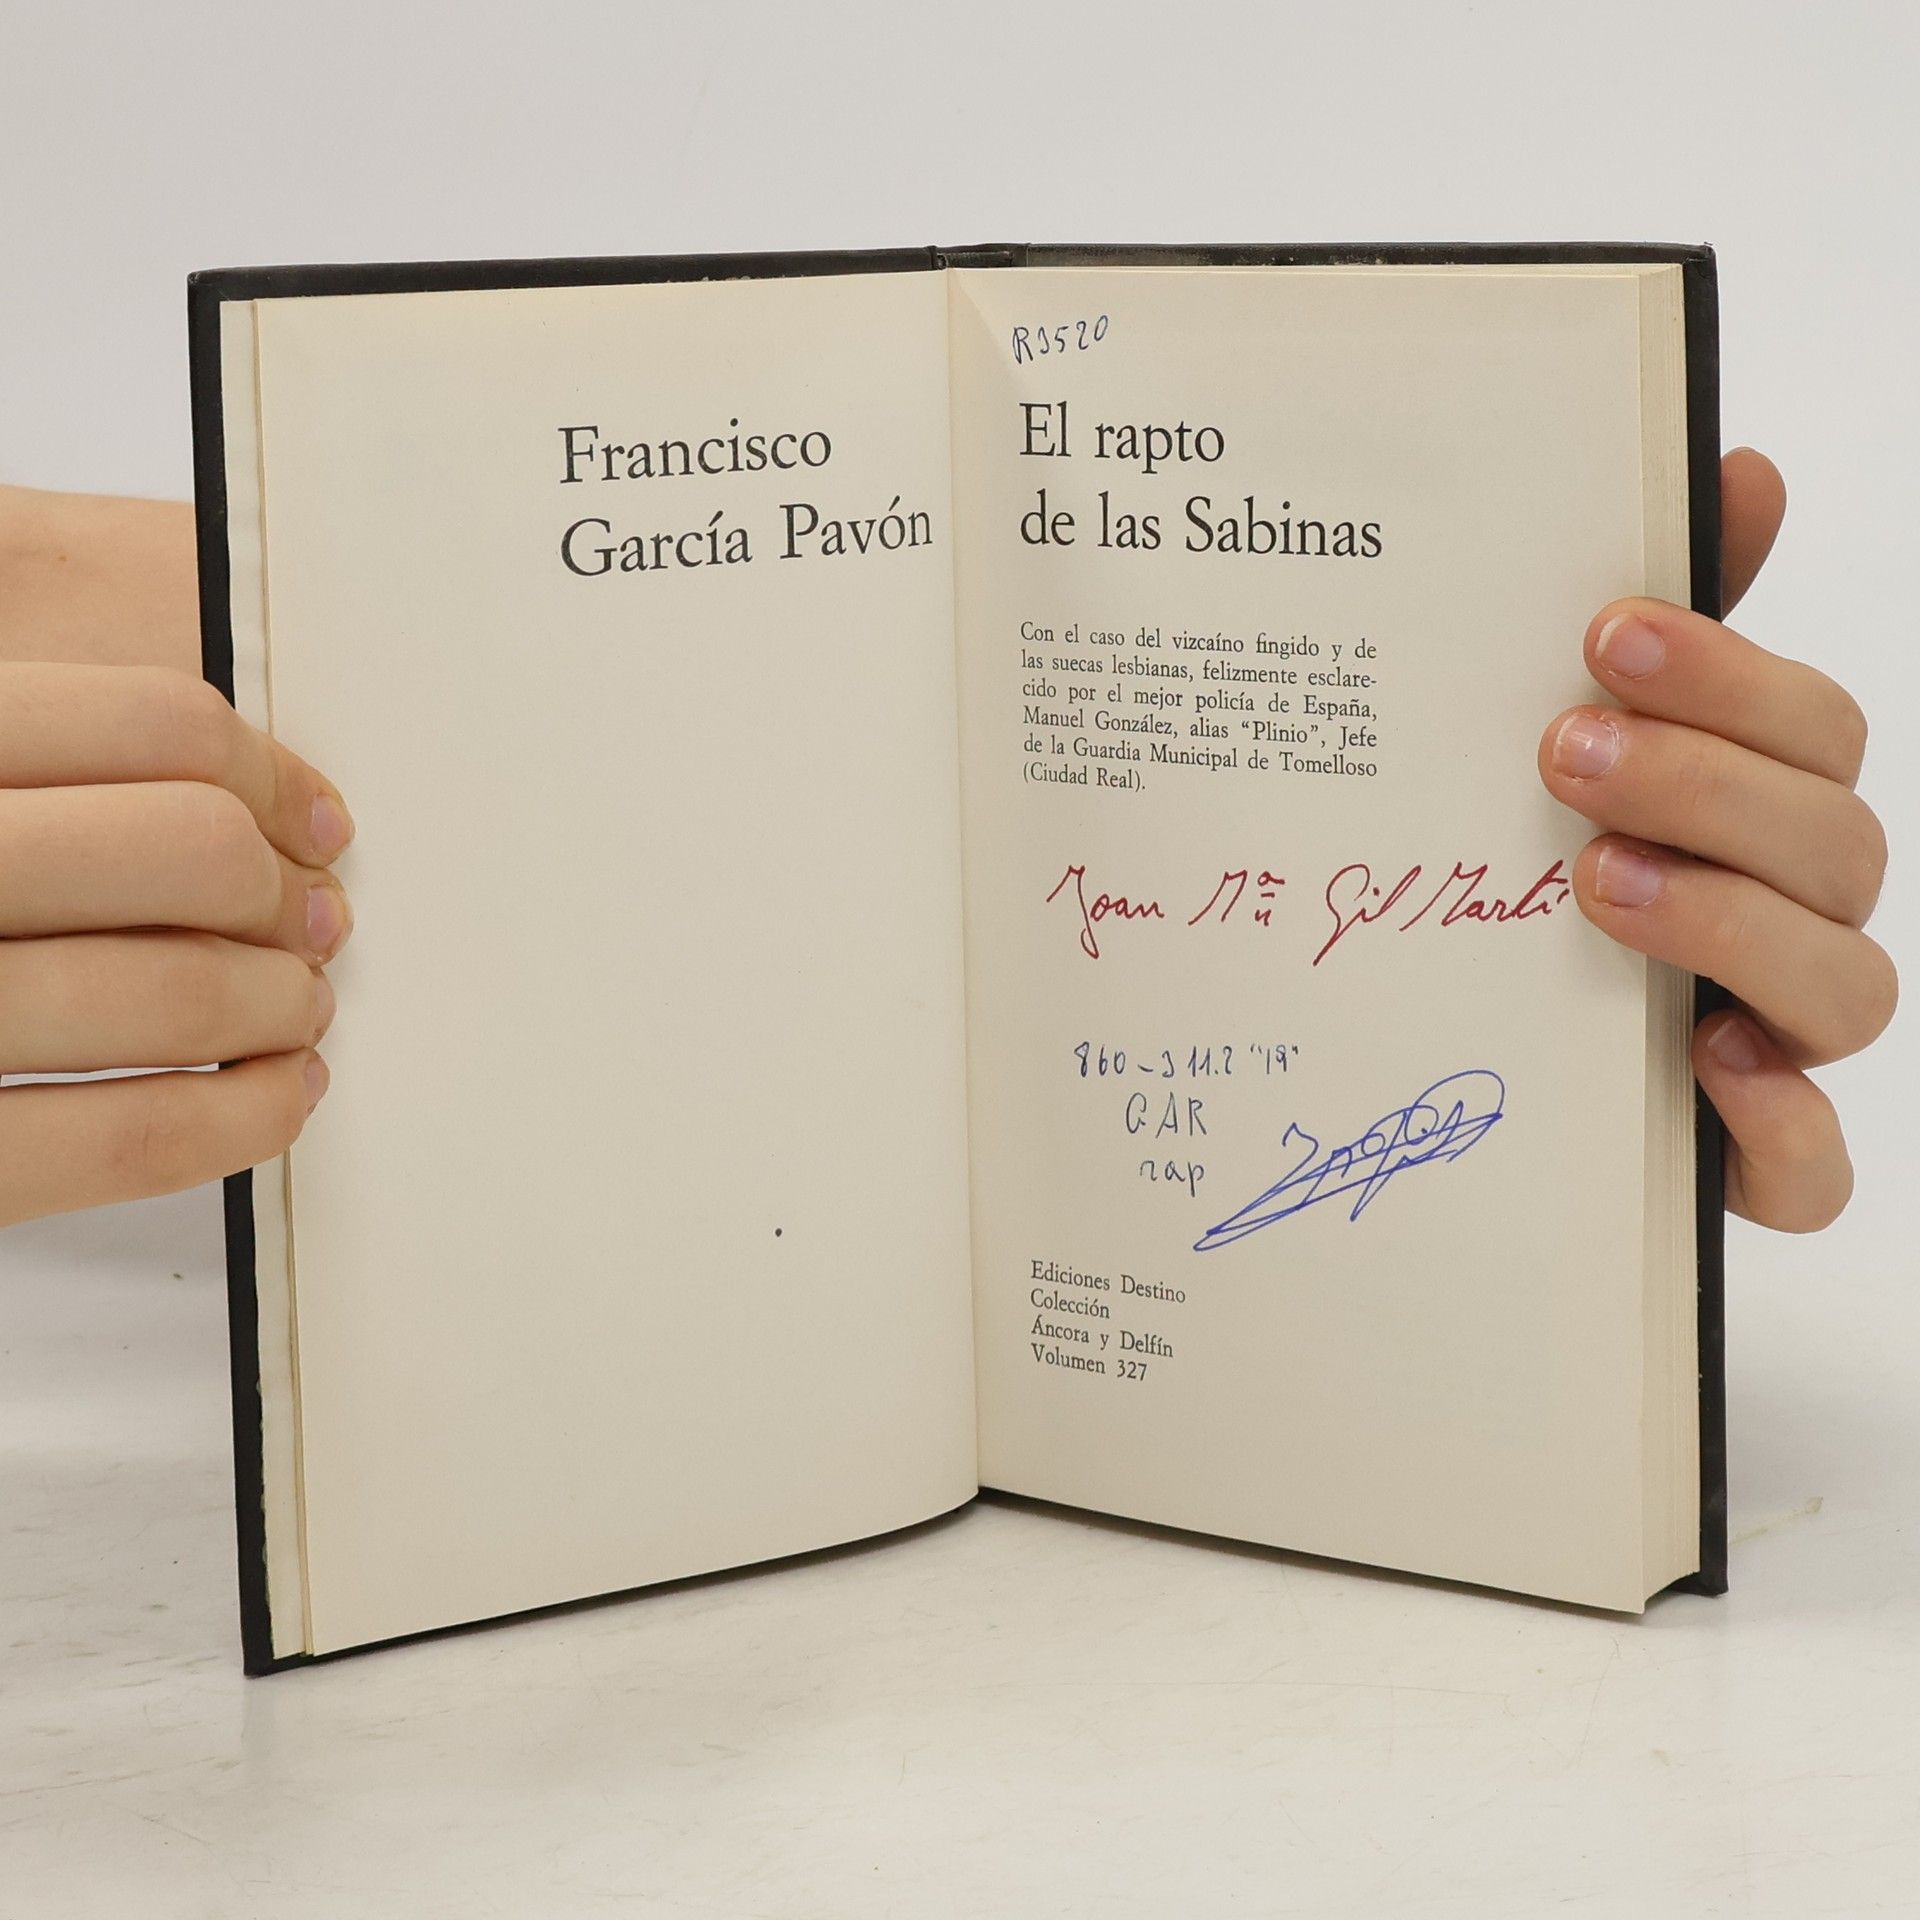 Francisco
García Pavón
R3520
El rapto
de las Sabinas
Con el caso del vizcaíno fingido y de
las suecas lesbianas, felizmente esclare-
cido por el mejor policía de España,
Manuel González, alias “Plinio”, Jefe
de la Guardia Municipal de Tomelloso
(Ciudad Real).
Joan Mª Gil Martí
860-311.2 "19"
GAR
rap
Ediciones Destino
Colección
Áncora y Delfín
Volumen 327